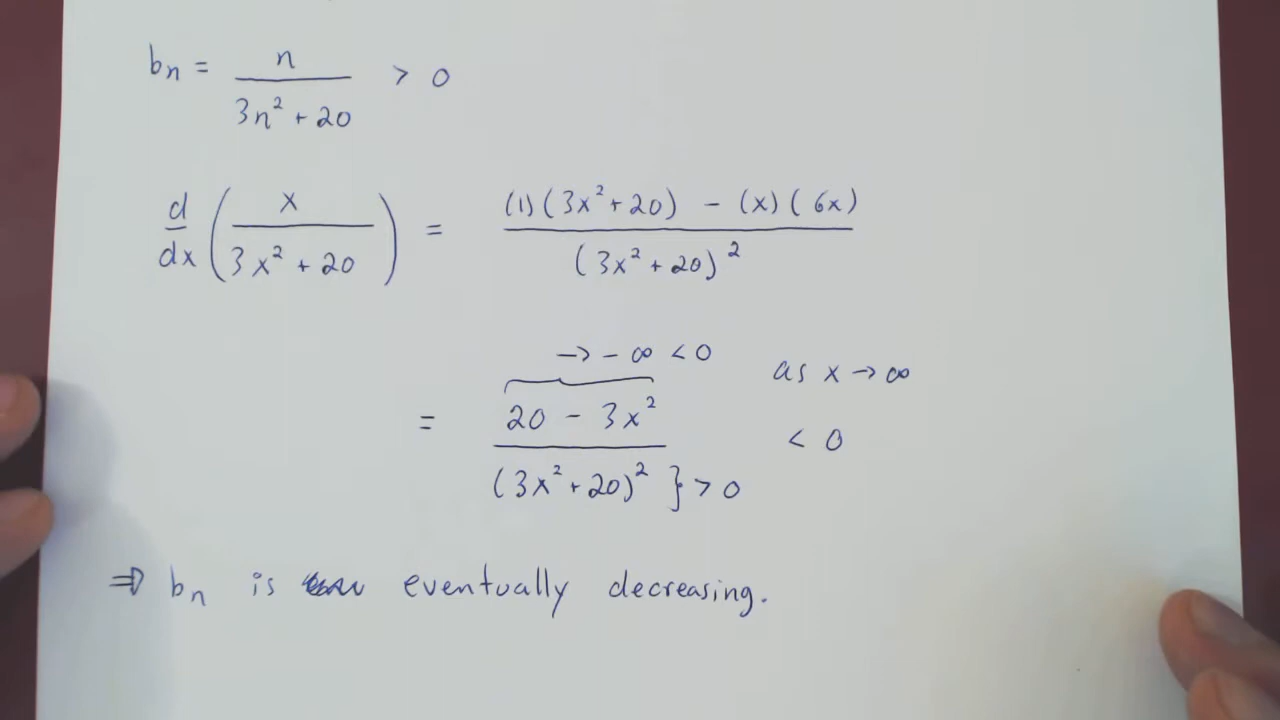 bn = n / (3n² + 20) > 0
d/dx (x / (3x² + 20)) = ((1)(3x² + 20) - (x)(6x)) / (3x² + 20)²
→ - ∞ < 0 as x → ∞
= (20 - 3x²) / (3x² + 20)² } > 0 < 0
⇒ bn is eventually decreasing.